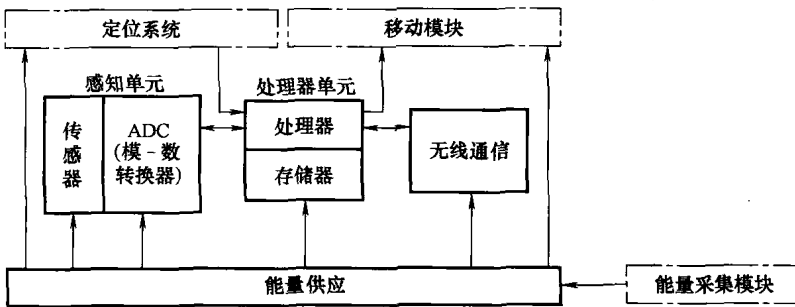 定位系统
移动模块
感知单元
处理器单元
传感器
ADC
(模-数
转换器)
处理器
存储器
无线通信
能量供应
能量采集模块